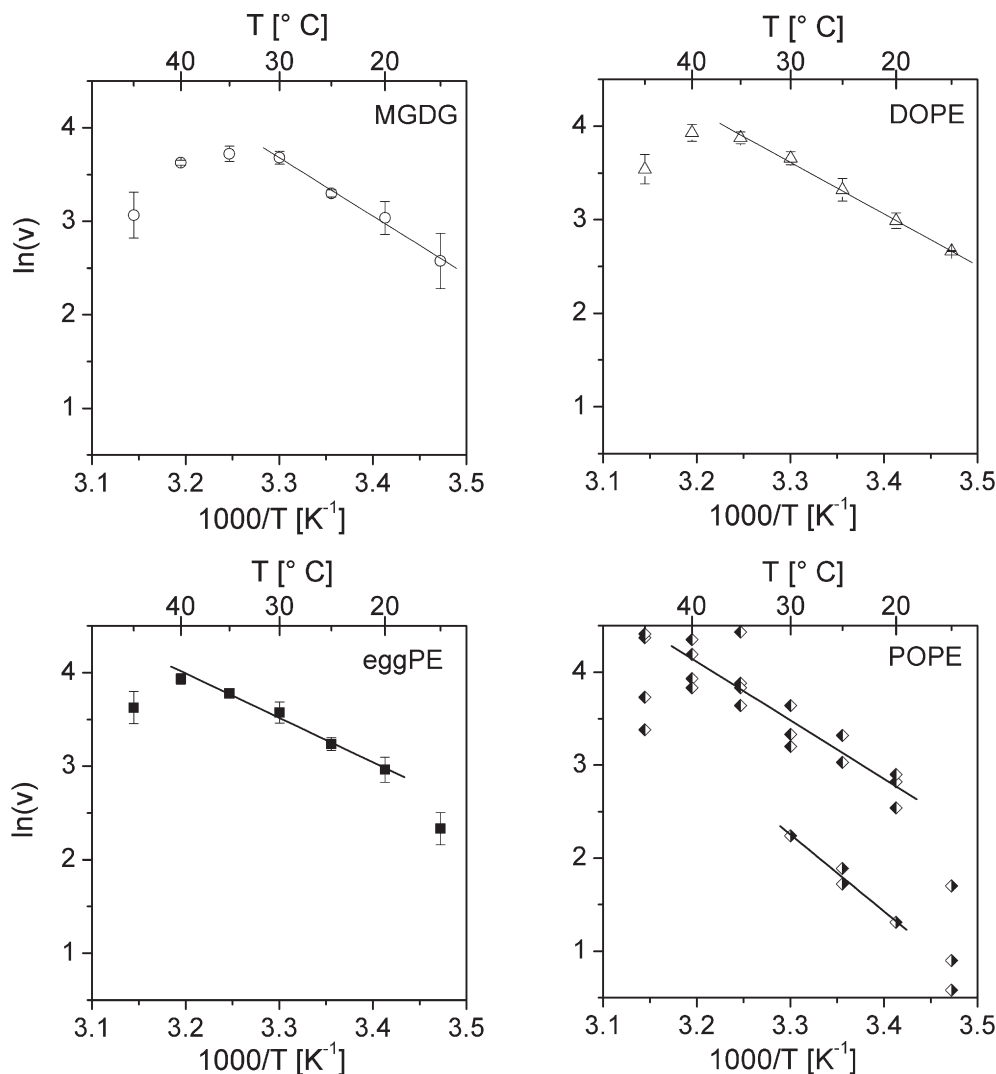 T [° C]
40 30 20
MGDG
4
3
2
1
ln(v)
3.1 3.2 3.3 3.4 3.5
1000/T [K-1]
T [° C]
40 30 20
DOPE
4
3
2
1
3.1 3.2 3.3 3.4 3.5
1000/T [K-1]
T [° C]
40 30 20
eggPE
4
3
2
1
ln(v)
3.1 3.2 3.3 3.4 3.5
1000/T [K-1]
T [° C]
40 30 20
POPE
4
3
2
1
3.1 3.2 3.3 3.4 3.5
1000/T [K-1]